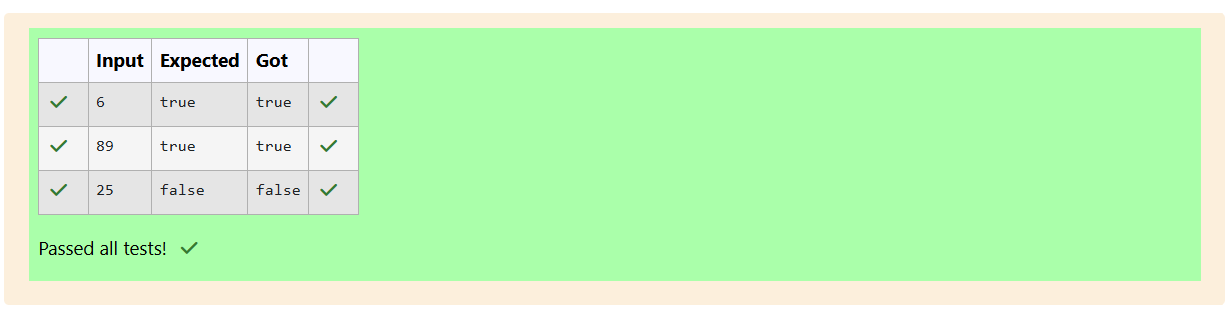 Input Expected Got
6 true true
89 true true
25 false false
Passed all tests!